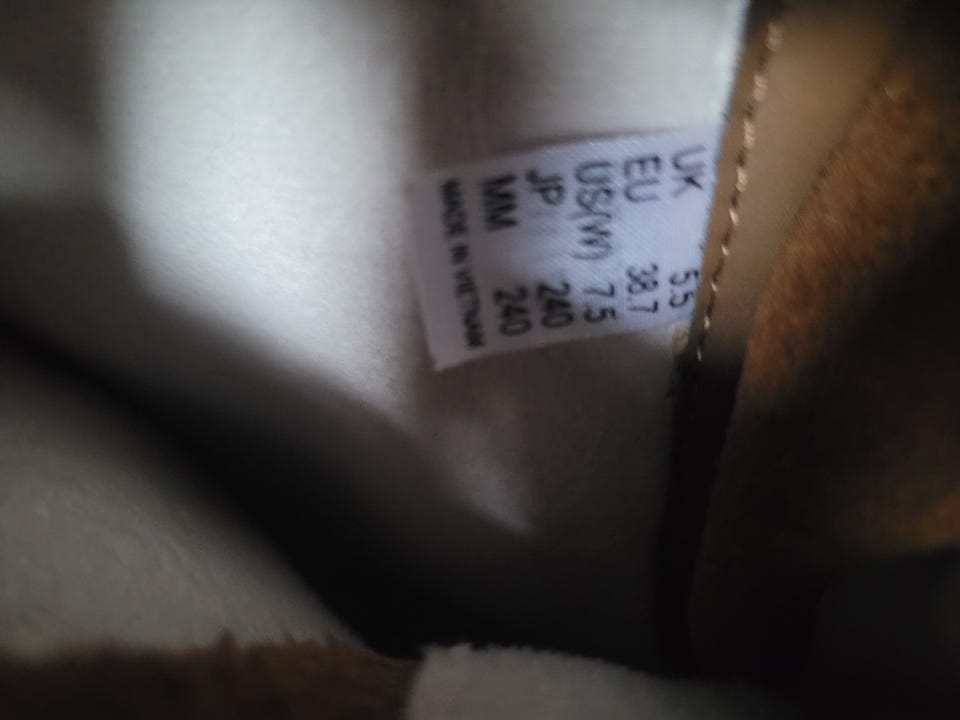 UK 5.5
EU 38.7
US(W) 7.5
JP 240
MM 240
MADE IN VIETNAM